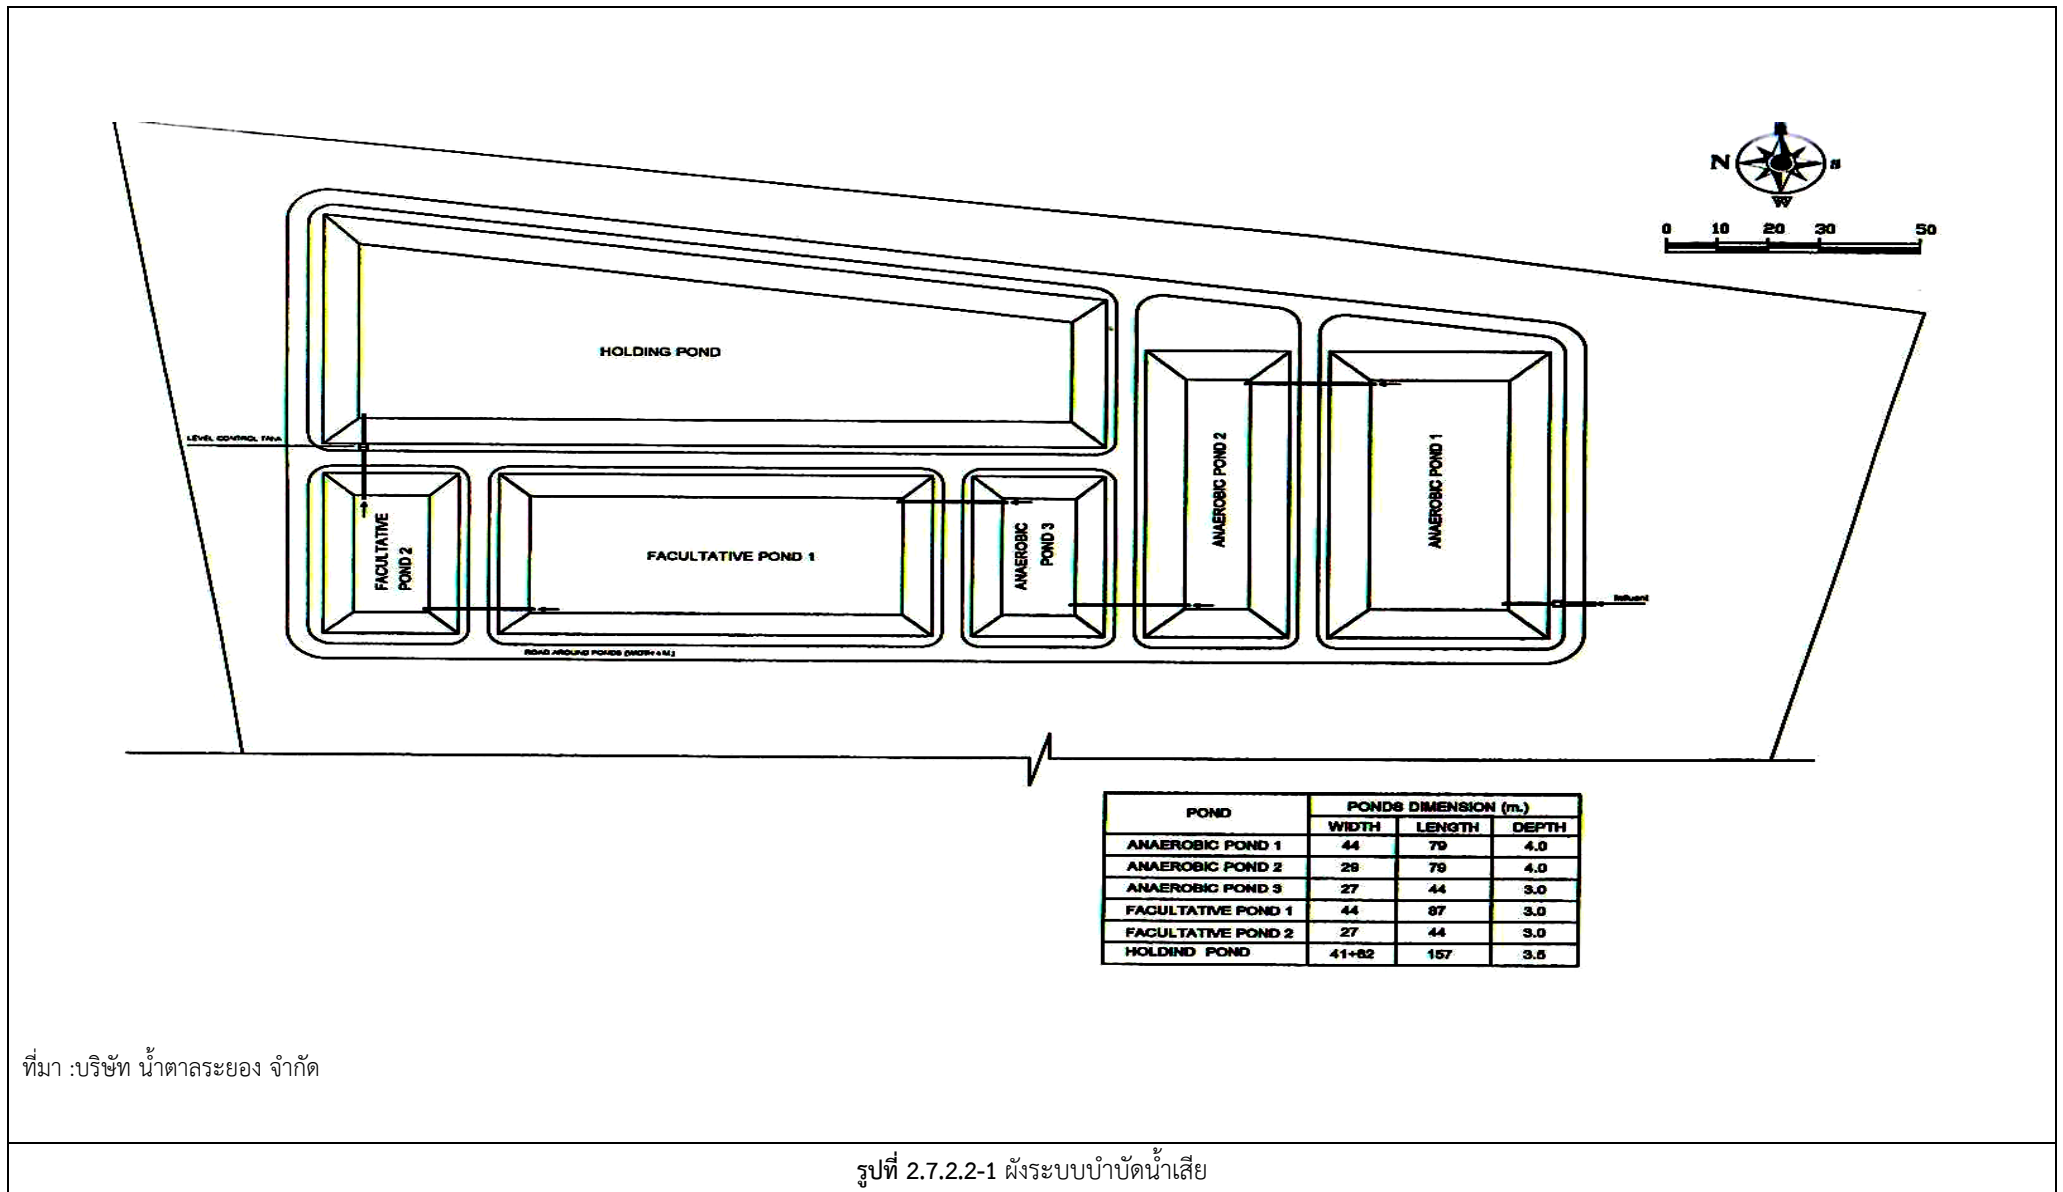 N
S
W
0 10 20 30 50
HOLDING POND
LEVEL CONTROL TANK
ANAEROBIC POND 2
ANAEROBIC POND 1
FACULTATIVE
POND 2
FACULTATIVE POND 1
ANAEROBIC
POND 3
Influent
ROAD AROUND PONDS
POND PONDS DIMENSION (m.)
WIDTH LENGTH DEPTH
ANAEROBIC POND 1 44 79 4.0
ANAEROBIC POND 2 79 4.0
ANAEROBIC POND 3 27 44 3.0
FACULTATIVE POND 1 44 87 3.0
FACULTATIVE POND 2 27 44 3.0
HOLDIND POND 157 3.5
ที่มา :บริษัท น้ำตาลระยอง จำกัด
รูปที่ 2.7.2.2-1 ผังระบบบำบัดน้ำเสีย